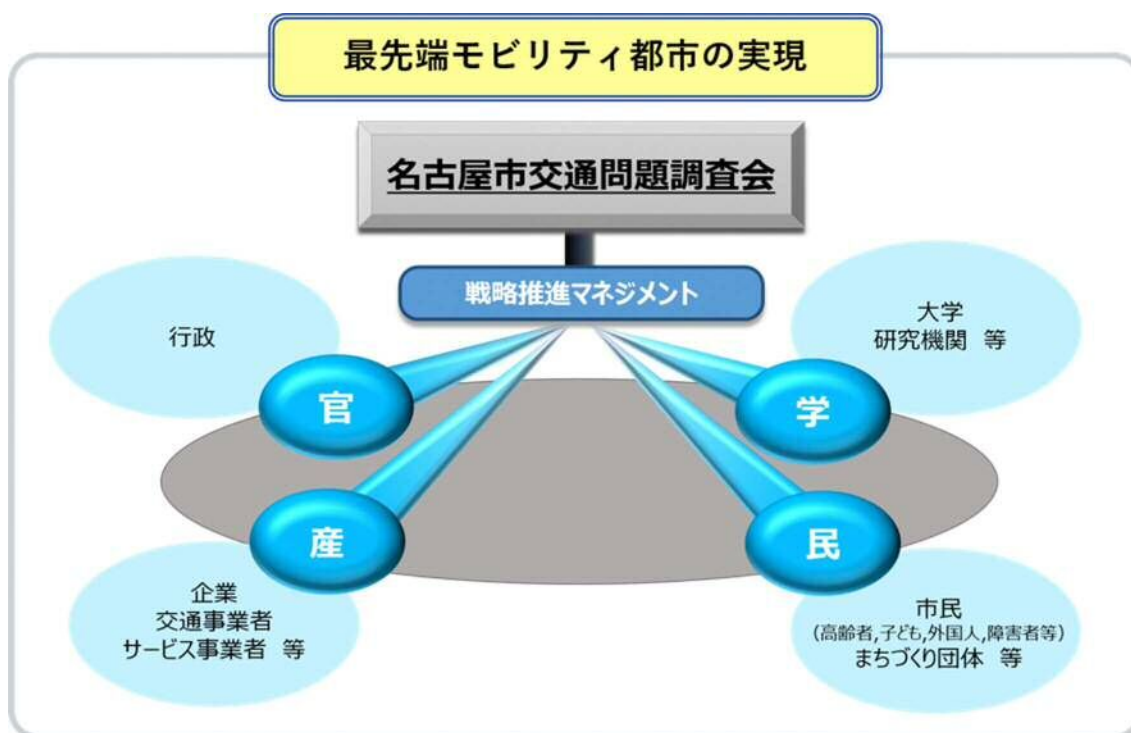 最先端モビリティ都市の実現
名古屋市交通問題調査会
戦略推進マネジメント
行政
大学
研究機関 等
官
学
産
民
企業
交通事業者
サービス事業者 等
市民
(高齢者,子ども,外国人,障害者等)
まちづくり団体 等